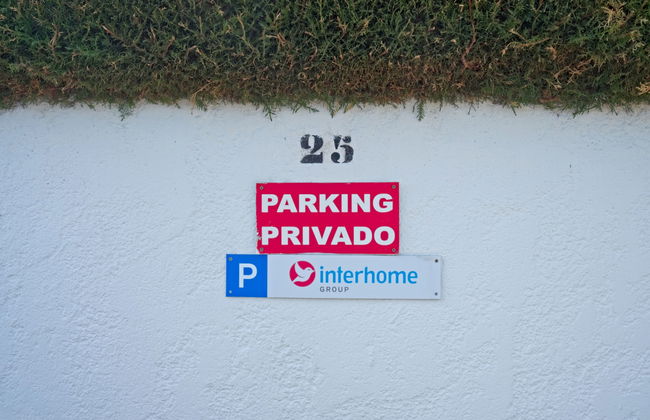 25
PARKING
PRIVADO
P interhome
GROUP